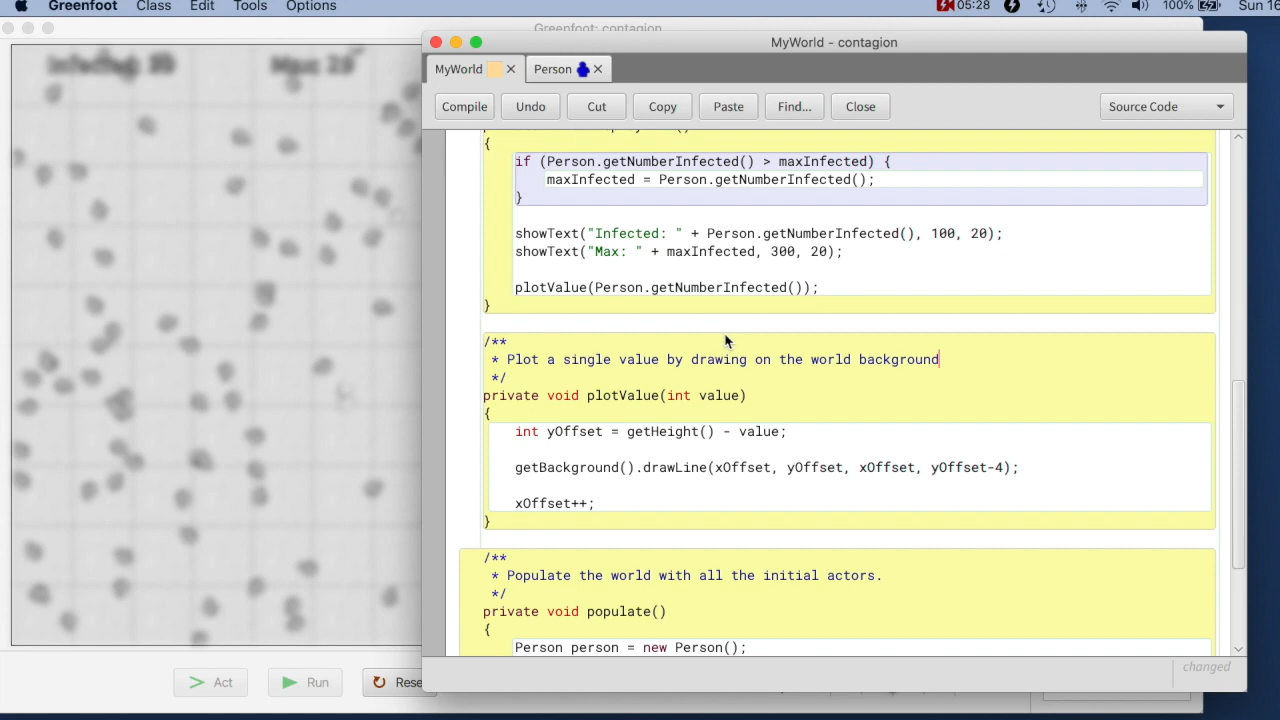 Greenfoot Class Edit Tools Options 05:28 100% Sun 16
Greenfoot: contagion
MyWorld - contagion
MyWorld Person
Compile Undo Cut Copy Paste Find... Close Source Code
{
if (Person.getNumberInfected() > maxInfected) {
maxInfected = Person.getNumberInfected();
}
showText("Infected: " + Person.getNumberInfected(), 100, 20);
showText("Max: " + maxInfected, 300, 20);
plotValue(Person.getNumberInfected());
}
/**
* Plot a single value by drawing on the world background
*/
private void plotValue(int value)
{
int yOffset = getHeight() - value;
getBackground().drawLine(xOffset, yOffset, xOffset, yOffset-4);
xOffset++;
}
/**
* Populate the world with all the initial actors.
*/
private void populate()
{
Person person = new Person();
changed
Infected: Max:
Act Run Rese